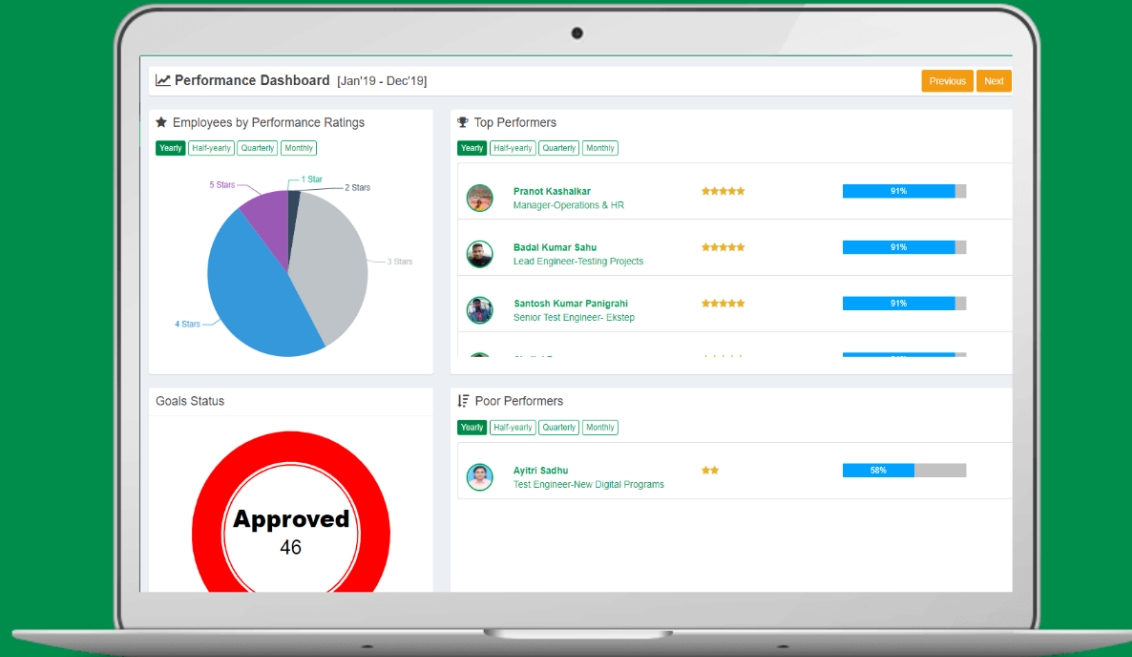 Performance Dashboard [Jan'19 - Dec'19]
Previous Next
Employees by Performance Ratings
Yearly Half-yearly Quarterly Monthly
1 Star
5 Stars
2 Stars
3 Stars
4 Stars
Top Performers
Yearly Half-yearly Quarterly Monthly
Pranot Kashalkar
Manager-Operations & HR
91%
Badal Kumar Sahu
Lead Engineer-Testing Projects
91%
Santosh Kumar Panigrahi
Senior Test Engineer- Ekstep
91%
Goals Status
Approved
46
Poor Performers
Yearly Half-yearly Quarterly Monthly
Ayitri Sadhu
Test Engineer-New Digital Programs
58%